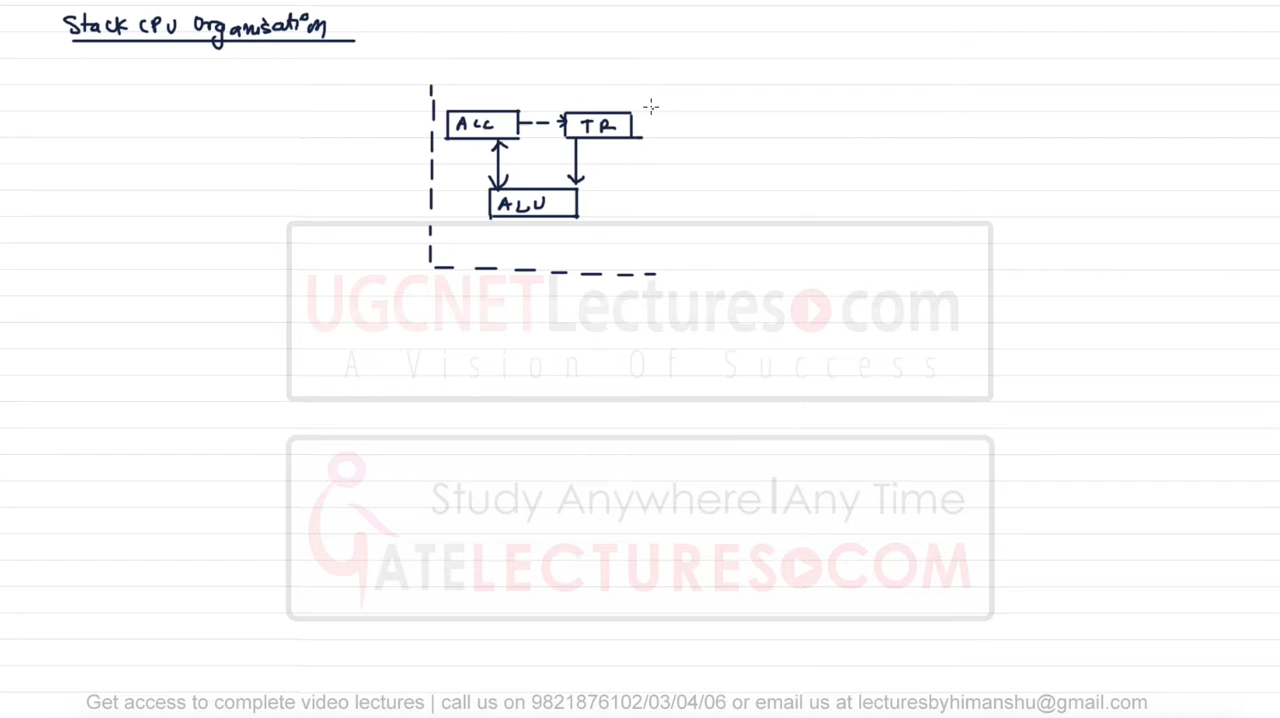 Stack CPU Organisation
ACC
TR
ALU
UGCNETLectures.com
A Vision Of Success
Study Anywhere|Any Time
GATELECTURES.COM
Get access to complete video lectures | call us on 9821876102/03/04/06 or email us at lecturesbyhimanshu@gmail.com